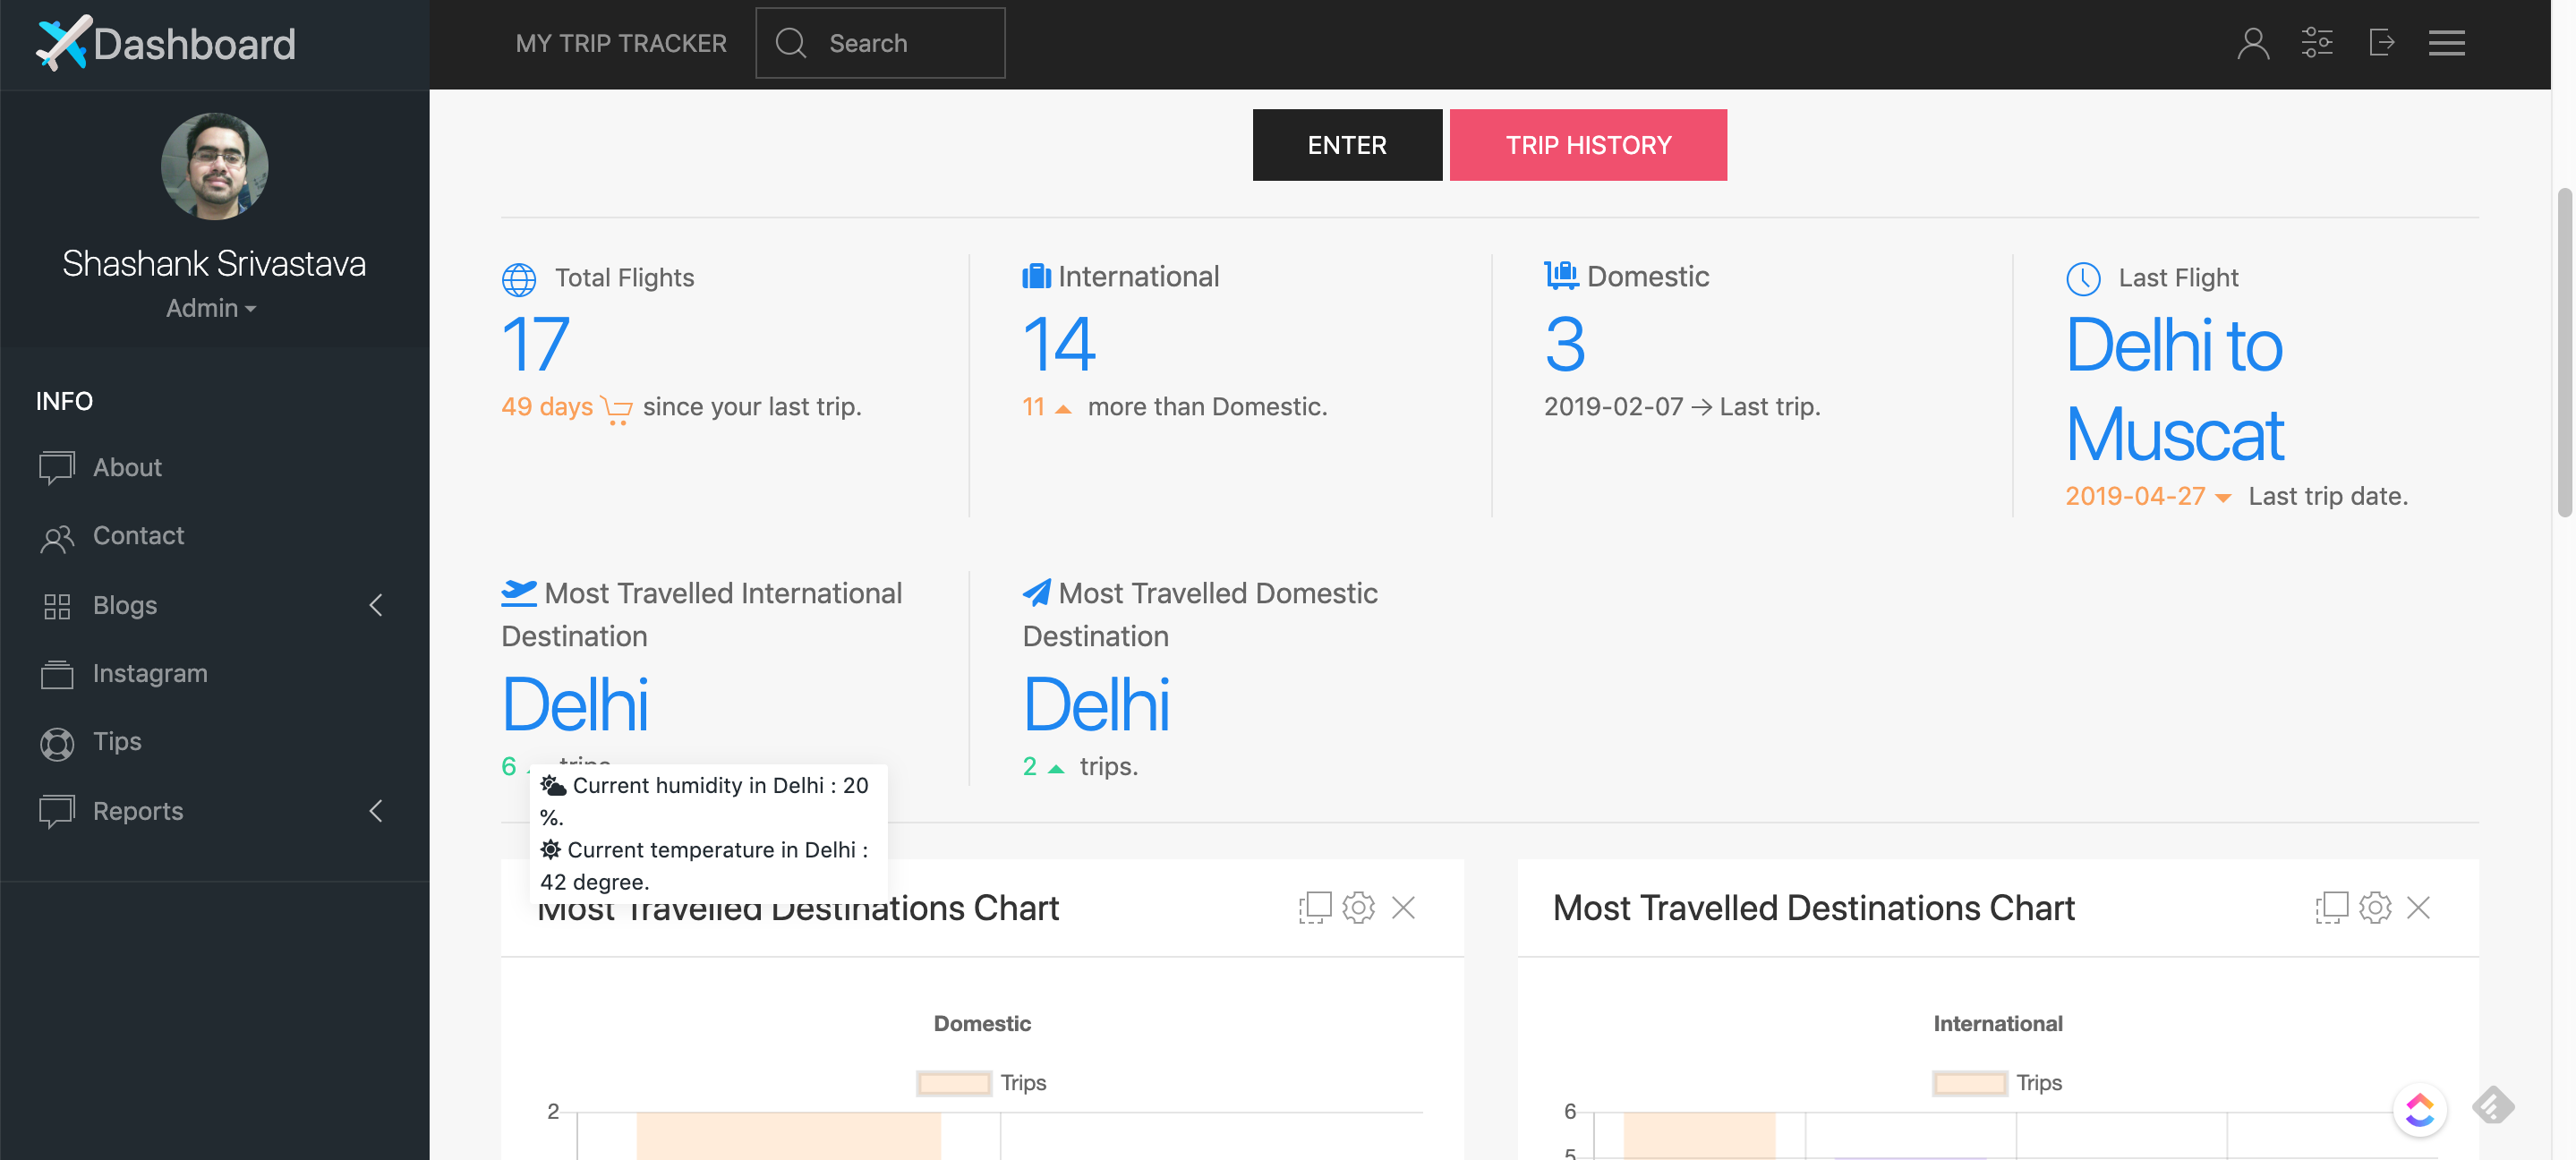 Dashboard
MY TRIP TRACKER
Search
Shashank Srivastava
Admin
INFO
About
Contact
Blogs
Instagram
Tips
Reports
ENTER
TRIP HISTORY
Total Flights
17
49 days since your last trip.
International
14
11 more than Domestic.
Domestic
3
2019-02-07 → Last trip.
Last Flight
Delhi to
Muscat
2019-04-27 Last trip date.
Most Travelled International
Destination
Delhi
6 trips.
Most Travelled Domestic
Destination
Delhi
2 trips.
Current humidity in Delhi : 20
%.
Current temperature in Delhi :
42 degree.
Most Travelled Destinations Chart
Domestic
Trips
2
Most Travelled Destinations Chart
International
Trips
6
5